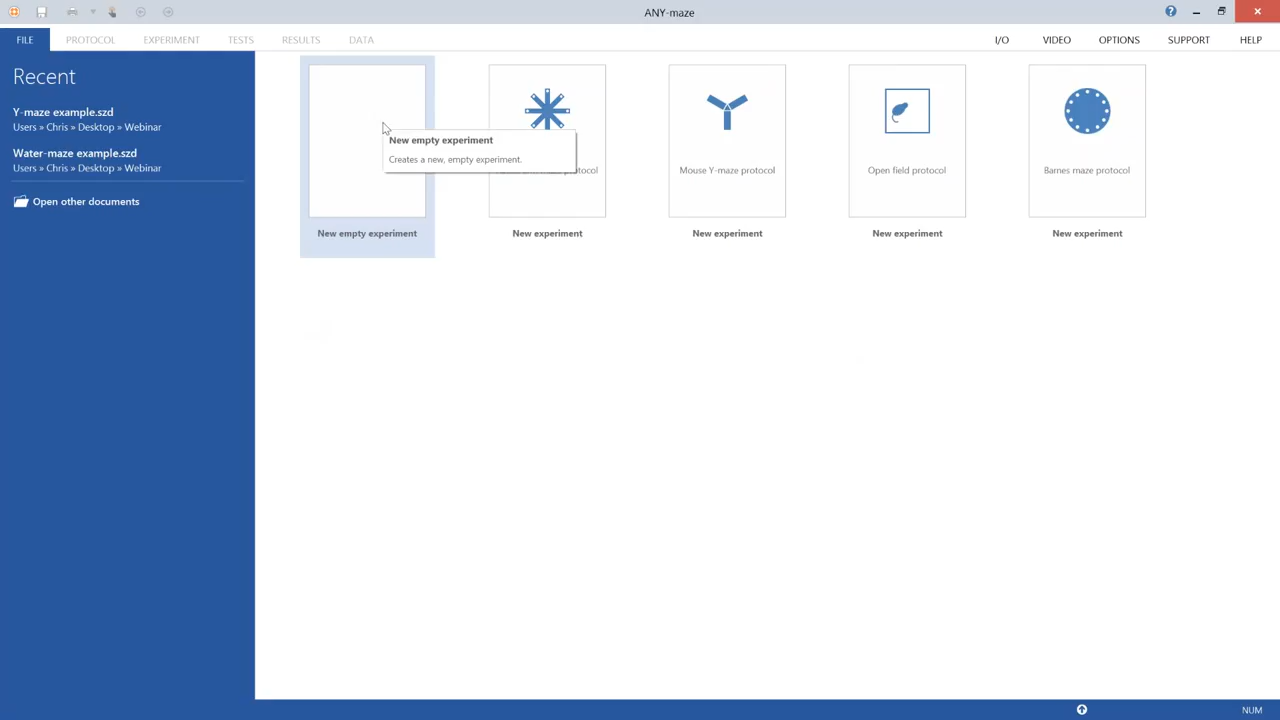 ANY-maze
FILE PROTOCOL EXPERIMENT TESTS RESULTS DATA I/O VIDEO OPTIONS SUPPORT HELP
Recent
Y-maze example.szd
Users » Chris » Desktop » Webinar
Water-maze example.szd
Users » Chris » Desktop » Webinar
Open other documents
New empty experiment
Creates a new, empty experiment.
protocol
Mouse Y-maze protocol
Open field protocol
Barnes maze protocol
New empty experiment
New experiment
New experiment
New experiment
New experiment
NUM